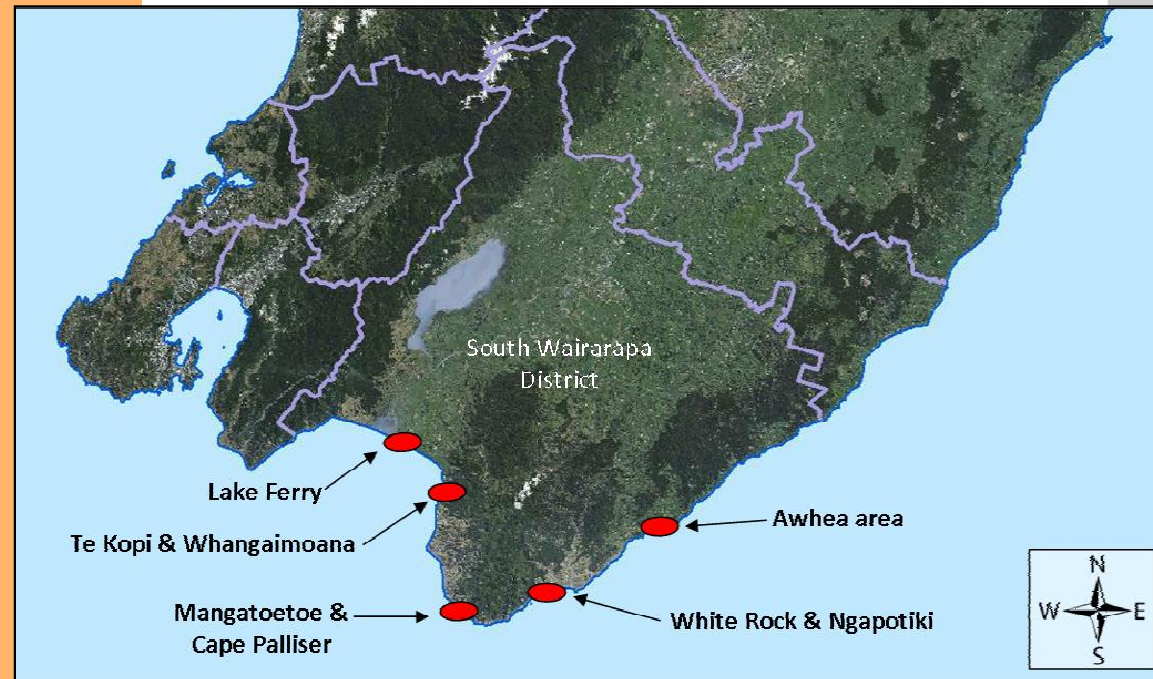 South Wairarapa
District
Lake Ferry
Te Kopi & Whangaimoana
Awhea area
Mangatoetoe &
Cape Palliser
White Rock & Ngapotiki
N
W E
S